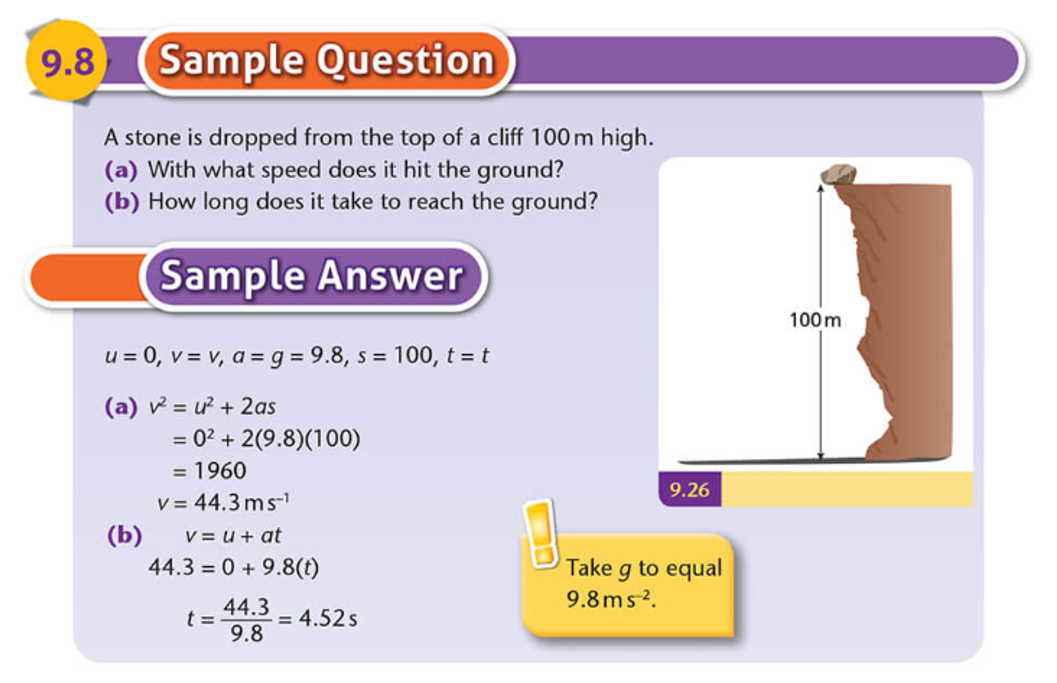 9.8 Sample Question
A stone is dropped from the top of a cliff 100 m high.
(a) With what speed does it hit the ground?
(b) How long does it take to reach the ground?
Sample Answer
u = 0, v = v, a = g = 9.8, s = 100, t = t
(a) v² = u² + 2as
= 0² + 2(9.8)(100)
= 1960
v = 44.3 m s⁻¹
(b) v = u + at
44.3 = 0 + 9.8(t)
t = 44.3/9.8 = 4.52 s
100 m
9.26
Take g to equal
9.8 m s⁻².